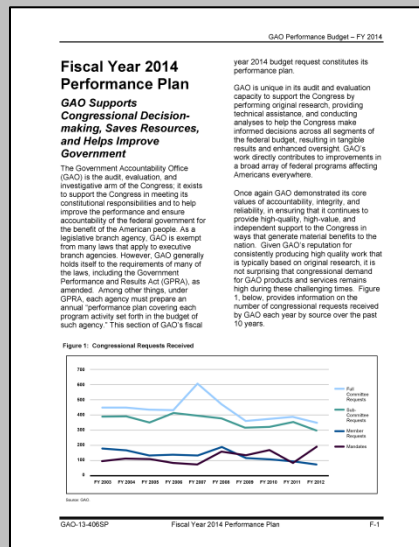 GAO Performance Budget – FY 2014
Fiscal Year 2014
Performance Plan
GAO Supports
Congressional Decision-
making, Saves Resources,
and Helps Improve
Government
The Government Accountability Office
(GAO) is the audit, evaluation, and
investigative arm of the Congress; it exists
to support the Congress in meeting its
constitutional responsibilities and to help
improve the performance and ensure
accountability of the federal government for
the benefit of the American people. As a
legislative branch agency, GAO is exempt
from many laws that apply to executive
branch agencies. However, GAO generally
holds itself to the requirements of many of
the laws, including the Government
Performance and Results Act (GPRA), as
amended. Among other things, under
GPRA, each agency must prepare an
annual "performance plan covering each
program activity set forth in the budget of
such agency." This section of GAO's fiscal
year 2014 budget request constitutes its
performance plan.
GAO is unique in its audit and evaluation
capacity to support the Congress by
performing original research, providing
technical assistance, and conducting
analyses to help the Congress make
informed decisions across all segments of
the federal budget, resulting in tangible
results and enhanced oversight. GAO's
work directly contributes to improvements in
a broad array of federal programs affecting
Americans everywhere.
Once again GAO demonstrated its core
values of accountability, integrity, and
reliability, in ensuring that it continues to
provide high-quality, high-value, and
independent support to the Congress in
ways that generate material benefits to the
nation. Given GAO's reputation for
consistently producing high quality work that
is typically based on original research, it is
not surprising that congressional demand
for GAO products and services remains
high during these challenging times. Figure
1, below, provides information on the
number of congressional requests received
by GAO each year by source over the past
10 years.
Figure 1: Congressional Requests Received
700
600
500
400
300
200
100
0
FY 2003 FY 2004 FY 2005 FY 2006 FY 2007 FY 2008 FY 2009 FY 2010 FY 2011 FY 2012
Full
Committee
Requests
Sub-
Committee
Requests
Member
Requests
Mandates
Source: GAO
GAO-13-406SP Fiscal Year 2014 Performance Plan F-1